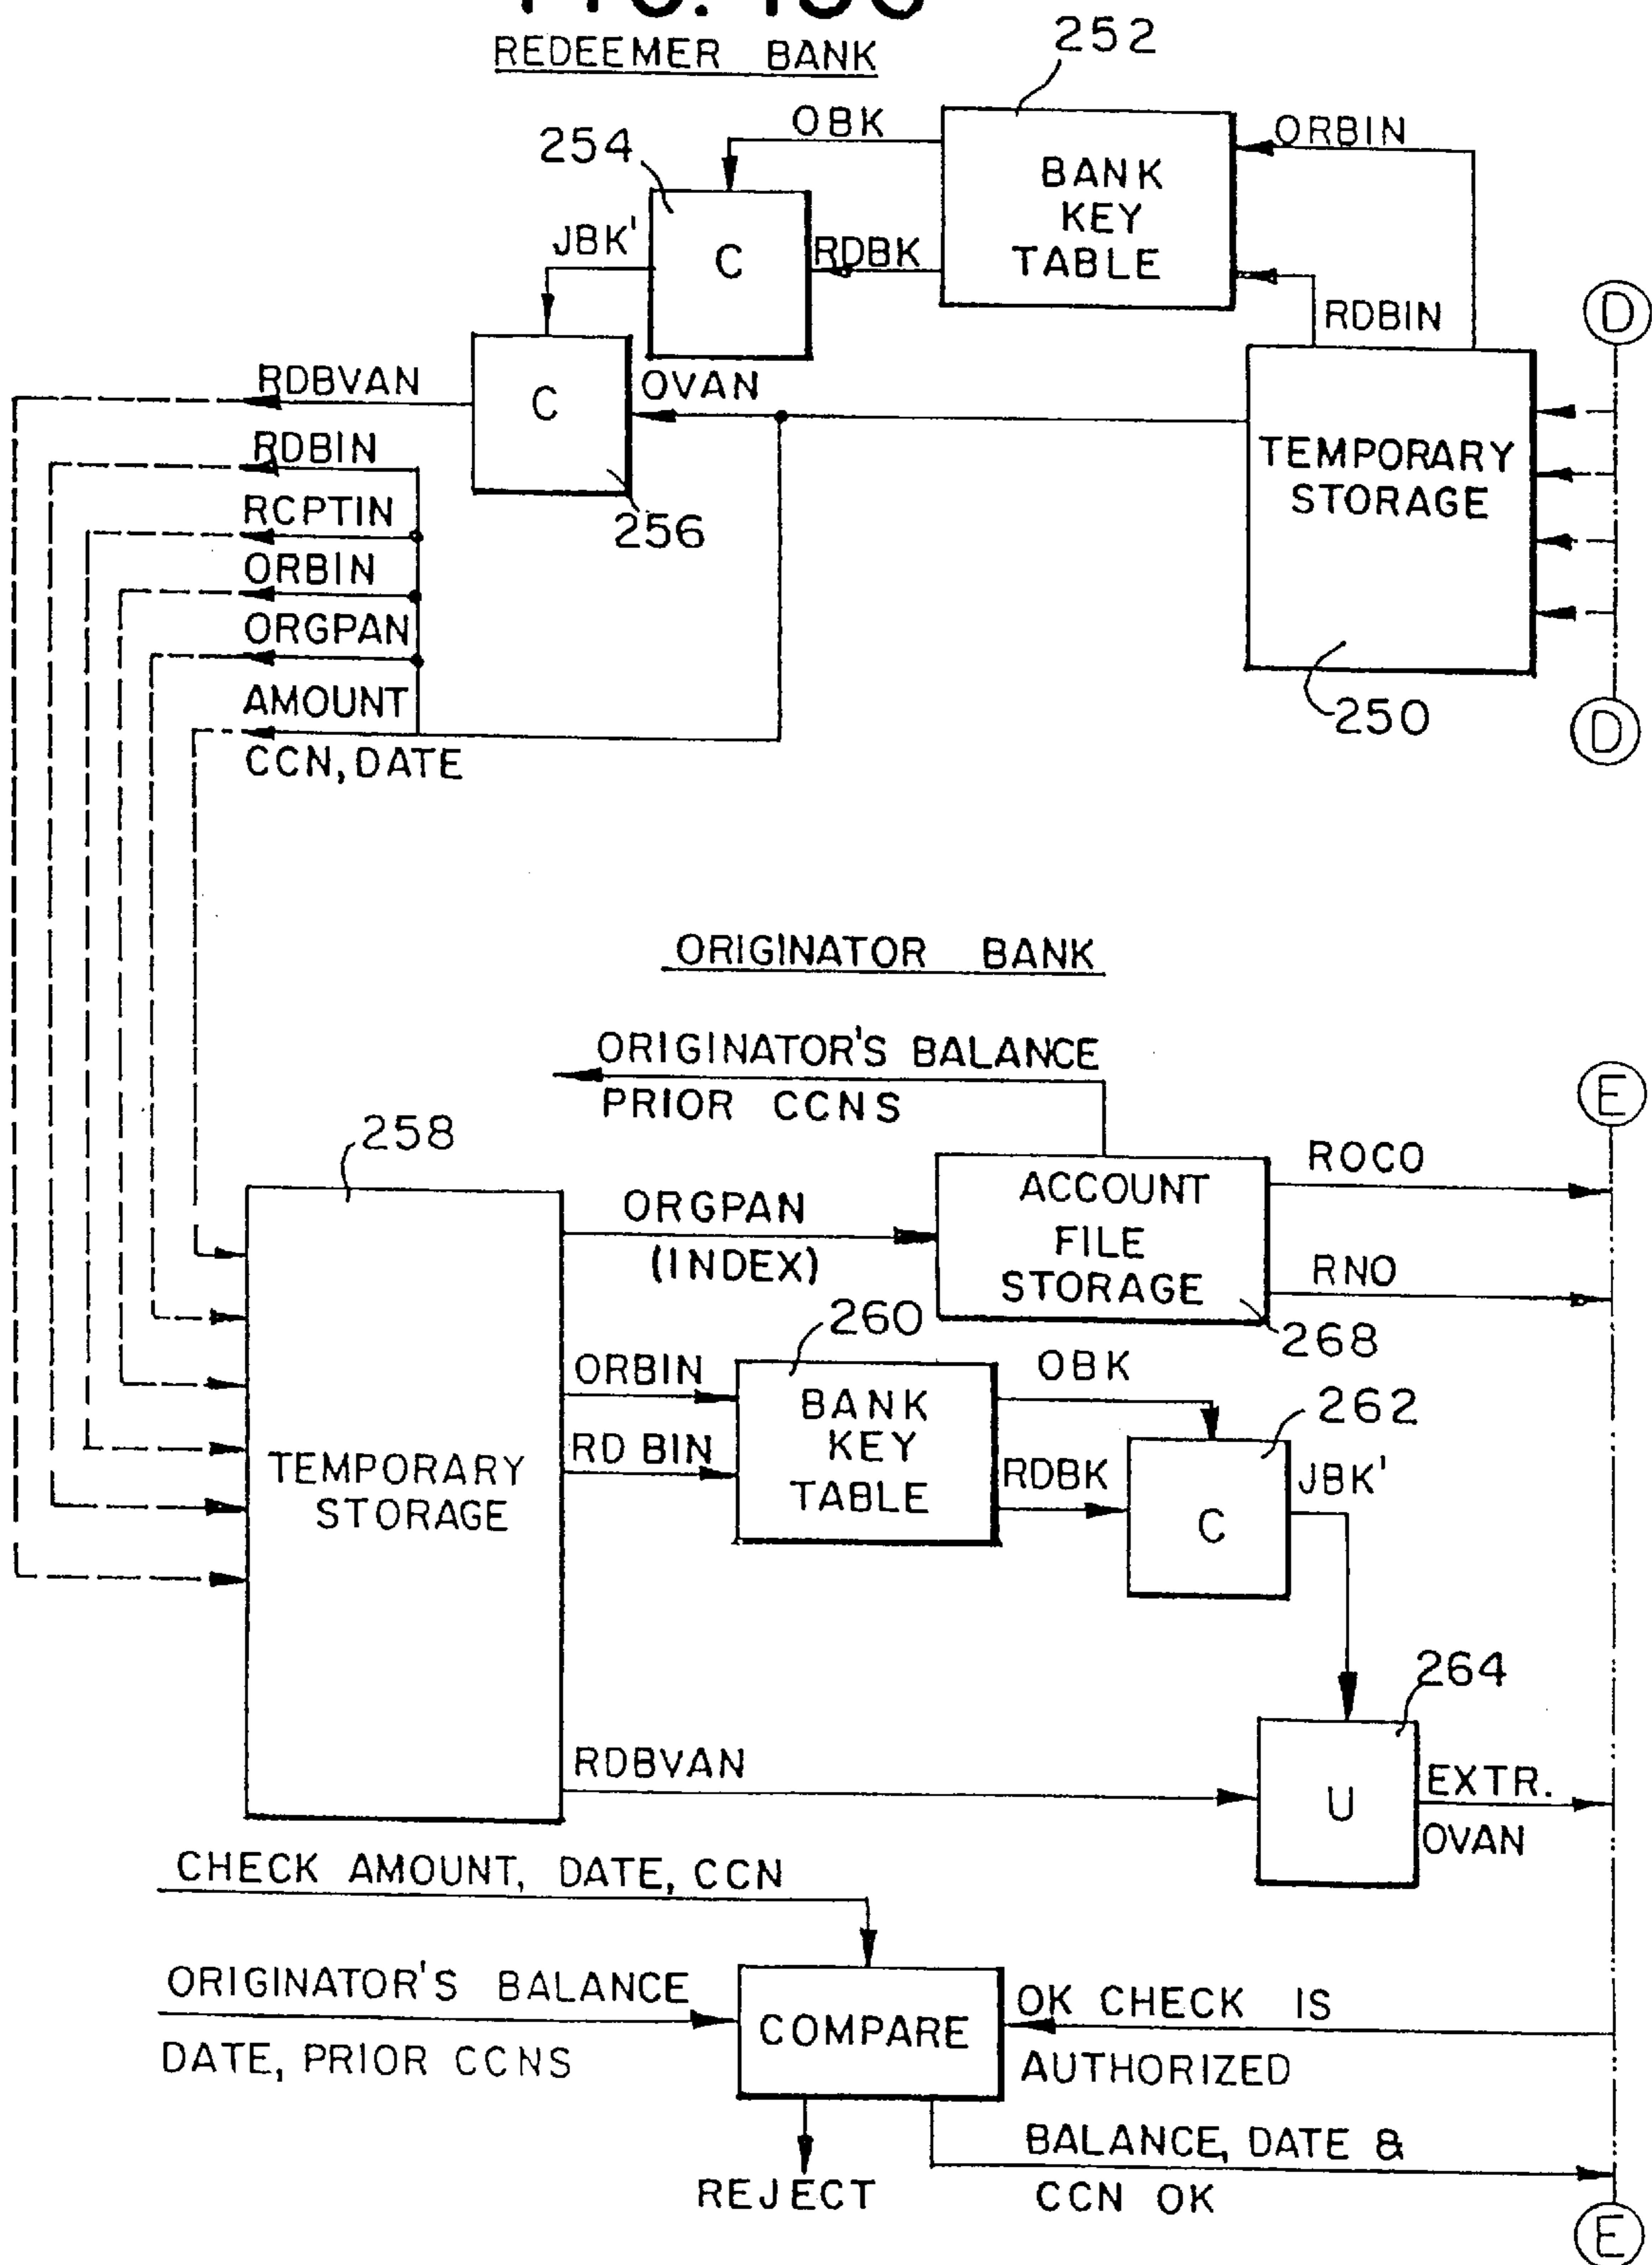 REDEEMER BANK
252
OBK
ORBIN
254
BANK
KEY
TABLE
JBK'
C
RDBK
RDBIN
D
RDBVAN
C
OVAN
TEMPORARY
STORAGE
RDBIN
RCPTIN
256
ORBIN
ORGPAN
AMOUNT
CCN, DATE
250
D
ORIGINATOR BANK
ORIGINATOR'S BALANCE
PRIOR CCNS
E
258
ROCO
ORGPAN
(INDEX)
ACCOUNT
FILE
STORAGE
RNO
260
268
ORBIN
OBK
262
BANK
KEY
TABLE
RD BIN
RDBK
JBK'
TEMPORARY
STORAGE
C
264
RDBVAN
U
EXTR.
OVAN
CHECK AMOUNT, DATE, CCN
ORIGINATOR'S BALANCE
DATE, PRIOR CCNS
COMPARE
OK CHECK IS
AUTHORIZED
BALANCE, DATE &
CCN OK
REJECT
E